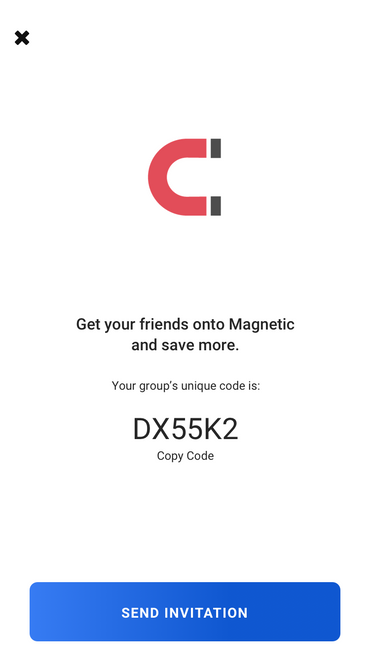 Get your friends onto Magnetic
and save more.
Your group's unique code is:
DX55K2
Copy Code
SEND INVITATION